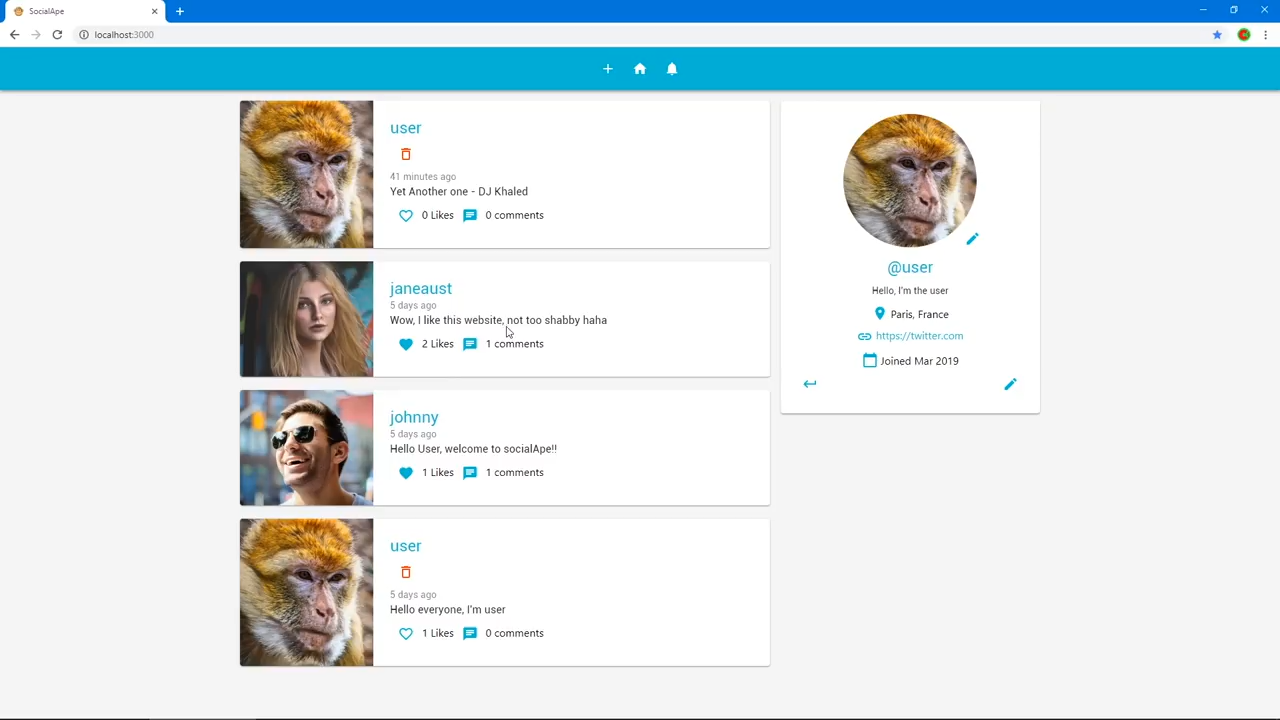 SocialApe
localhost:3000
user
41 minutes ago
Yet Another one - DJ Khaled
0 Likes 0 comments
janeaust
5 days ago
Wow, I like this website, not too shabby haha
2 Likes 1 comments
johnny
5 days ago
Hello User, welcome to socialApe!!
1 Likes 1 comments
user
5 days ago
Hello everyone, I'm user
1 Likes 0 comments
@user
Hello, I'm the user
Paris, France
https://twitter.com
Joined Mar 2019